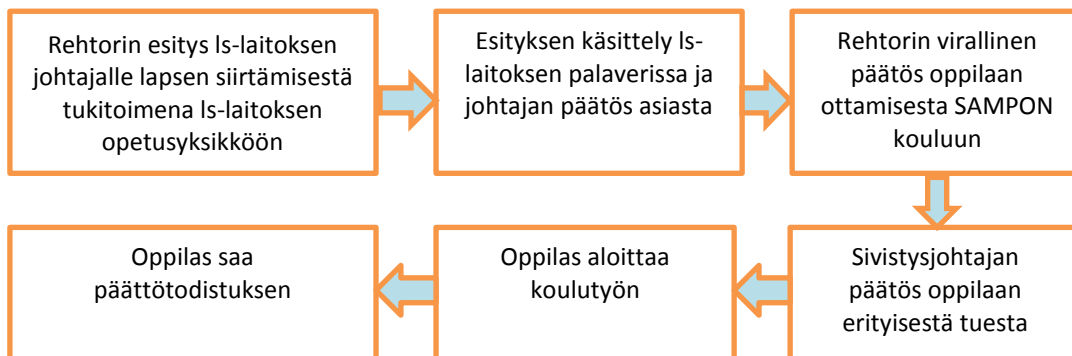 Rehtorin esitys ls-laitoksen
johtajalle lapsen siirtämisestä
tukitoimena ls-laitoksen
opetusyksikköön
Esityksen käsittely ls-
laitoksen palaverissa ja
johtajan päätös asiasta
Rehtorin virallinen
päätös oppilaan
ottamisesta SAMPON
kouluun
Sivistysjohtajan
päätös oppilaan
erityisestä tuesta
Oppilas aloittaa
koulutyön
Oppilas saa
päättötodistuksen